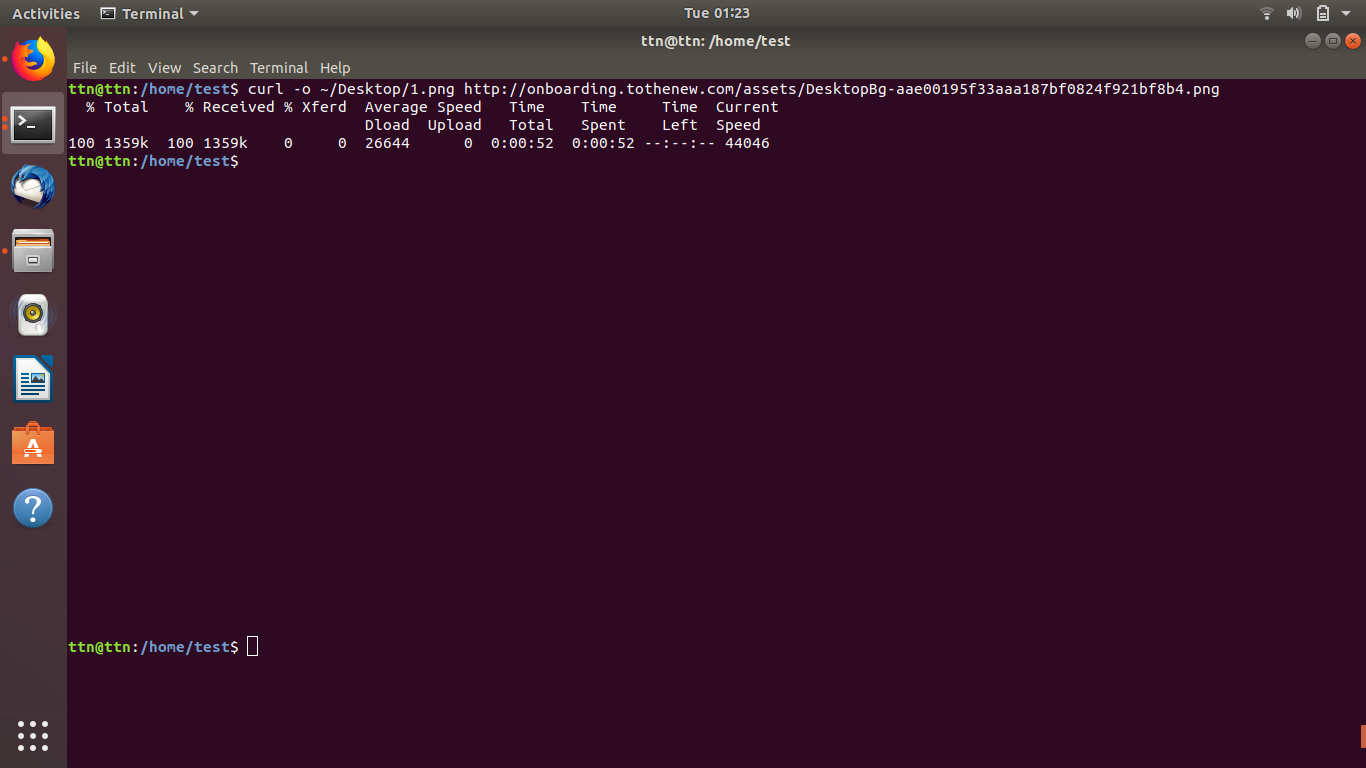 Activities Terminal Tue 01:23
ttn@ttn: /home/test
File Edit View Search Terminal Help
ttn@ttn:/home/test$ curl -o ~/Desktop/1.png http://onboarding.tothenew.com/assets/DesktopBg-aae00195f33aaa187bf0824f921bf8b4.png
% Total % Received % Xferd Average Speed Time Time Time Current
Dload Upload Total Spent Left Speed
100 1359k 100 1359k 0 0 26644 0 0:00:52 0:00:52 --:--:-- 44046
ttn@ttn:/home/test$
ttn@ttn:/home/test$